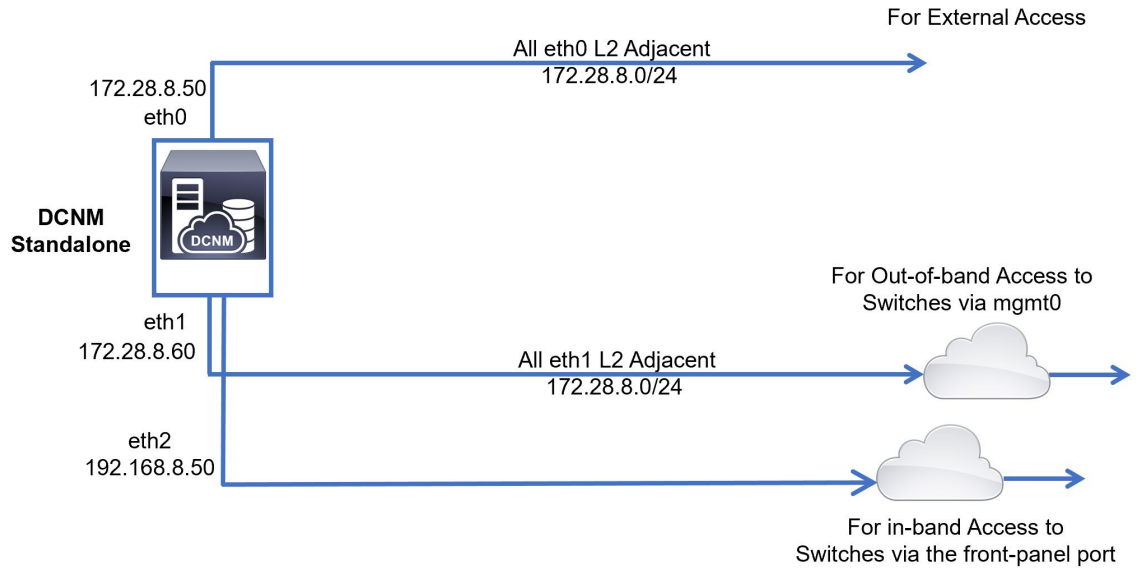 For External Access
All eth0 L2 Adjacent
172.28.8.0/24
172.28.8.50
eth0
DCNM
DCNM
Standalone
For Out-of-band Access to
Switches via mgmt0
eth1
172.28.8.60
All eth1 L2 Adjacent
172.28.8.0/24
eth2
192.168.8.50
For in-band Access to
Switches via the front-panel port